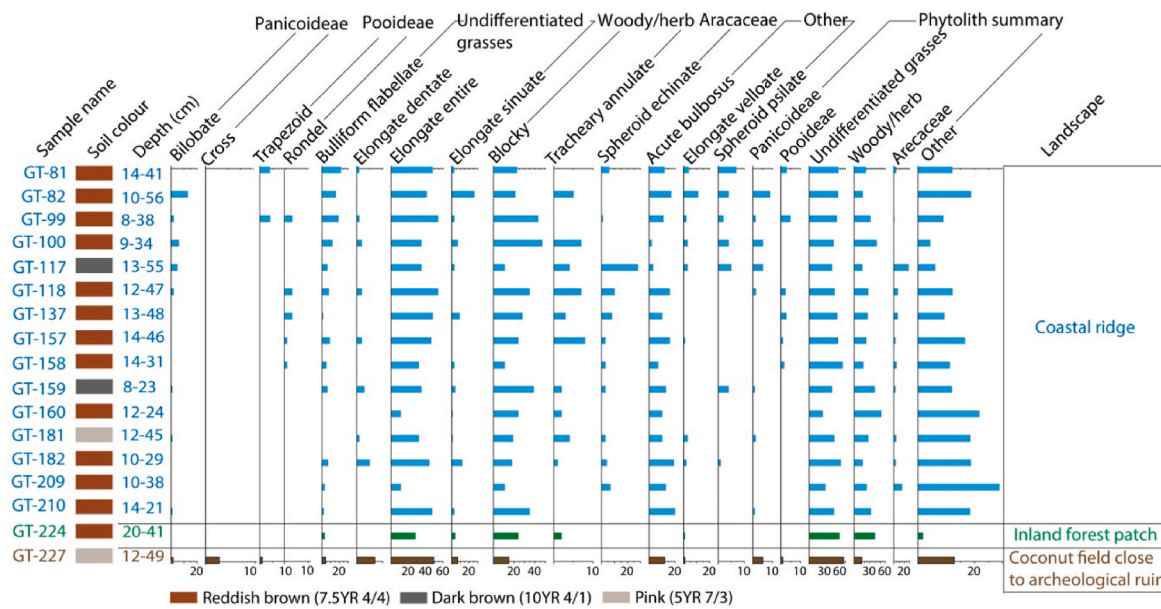 Panicoideae Pooideae Undifferentiated grasses Woody/herb Aracaceae Other Phytolith summary
Sample name
Soil colour
Depth (cm)
Bilobate
Cross
Trapezoid
Rondel
Bulliform flabellate
Elongate dentate
Elongate entire
Elongate sinuate
Blocky
Tracheary annulate
Spheroid echinate
Acute bulbosus
Elongate velloate
Spheroid psilate
Panicoideae
Pooideae
Undifferentiated grasses
Woody/herb
Areaceae
Other
Landscape
GT-81 14-41
GT-82 10-56
GT-99 8-38
GT-100 9-34
GT-117 13-55
GT-118 12-47
GT-137 13-48
GT-157 14-46
GT-158 14-31
GT-159 8-23
GT-160 12-24
GT-181 12-45
GT-182 10-29
GT-209 10-38
GT-210 14-21
Coastal ridge
GT-224 20-41 Inland forest patch
GT-227 12-49 Coconut field close
to archeological ruin
20 10 10 20 20 40 60 20 20 40 10 20 20 10 10 30 60 30 60 20 20
Reddish brown (7.5YR 4/4) Dark brown (10YR 4/1) Pink (5YR 7/3)